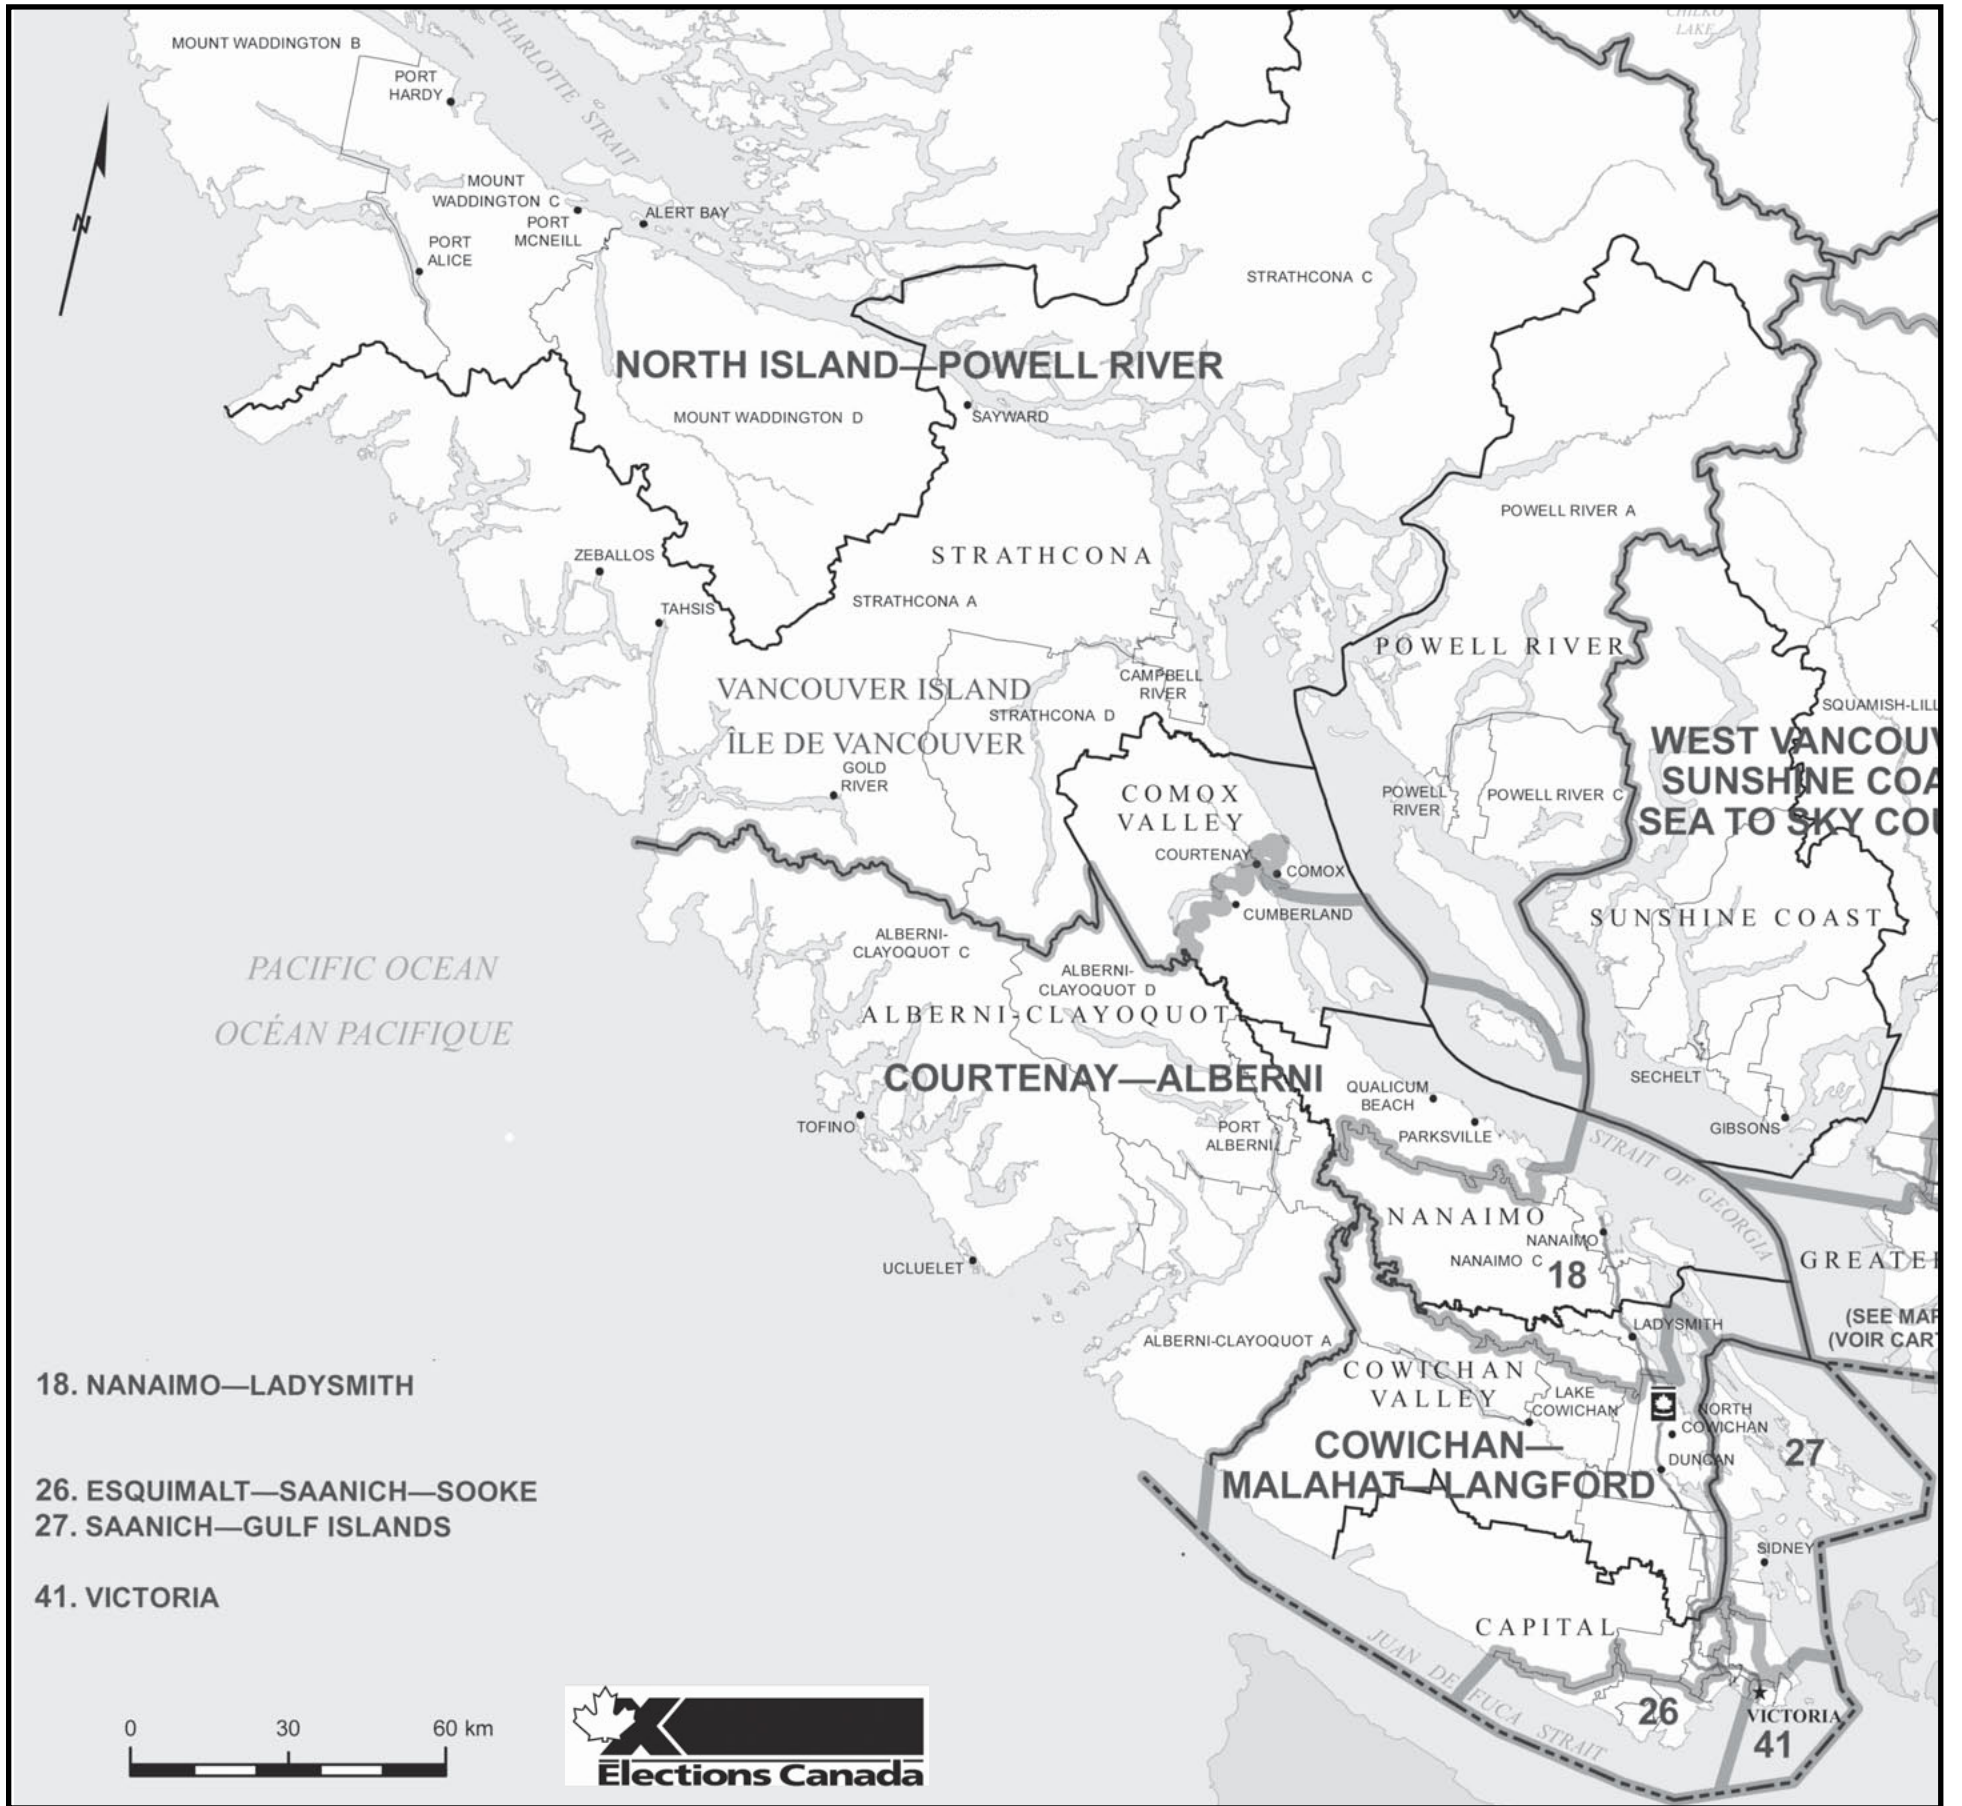 CHILKO
LAKE
MOUNT WADDINGTON B
PORT
HARDY
CHARLOTTE STRAIT
MOUNT
WADDINGTON C
PORT
MCNEILL
ALERT BAY
PORT
ALICE
STRATHCONA C
NORTH ISLAND—POWELL RIVER
MOUNT WADDINGTON D
SAYWARD
POWELL RIVER A
ZEBALLOS
STRATHCONA
STRATHCONA A
TAHSIS
POWELL RIVER
CAMPBELL
RIVER
VANCOUVER ISLAND
STRATHCONA D
ÎLE DE VANCOUVER
GOLD
RIVER
SQUAMISH-LILL
WEST VANCOUV
SUNSHINE COA
SEA TO SKY COU
COMOX
VALLEY
POWELL
RIVER
POWELL RIVER C
COURTENAY
COMOX
CUMBERLAND
SUNSHINE COAST
ALBERNI-
CLAYOQUOT C
PACIFIC OCEAN
OCÉAN PACIFIQUE
ALBERNI-
CLAYOQUOT D
ALBERNI-CLAYOQUOT
COURTENAY—ALBERNI
QUALICUM
BEACH
SECHELT
TOFINO
PORT
ALBERNI
PARKSVILLE
GIBSONS
STRAIT OF GEORGIA
NANAIMO
NANAIMO
NANAIMO C
18
UCLUELET
GREATER
(SEE MAP
(VOIR CART
LADYSMITH
ALBERNI-CLAYOQUOT A
COWICHAN
VALLEY
LAKE
COWICHAN
NORTH
COWICHAN
DUNCAN
27
COWICHAN—
MALAHAT—LANGFORD
SIDNEY
CAPITAL
JUAN DE FUCA STRAIT
26
VICTORIA
41
N
18. NANAIMO—LADYSMITH
26. ESQUIMALT—SAANICH—SOOKE
27. SAANICH—GULF ISLANDS
41. VICTORIA
0 30 60 km
Elections Canada